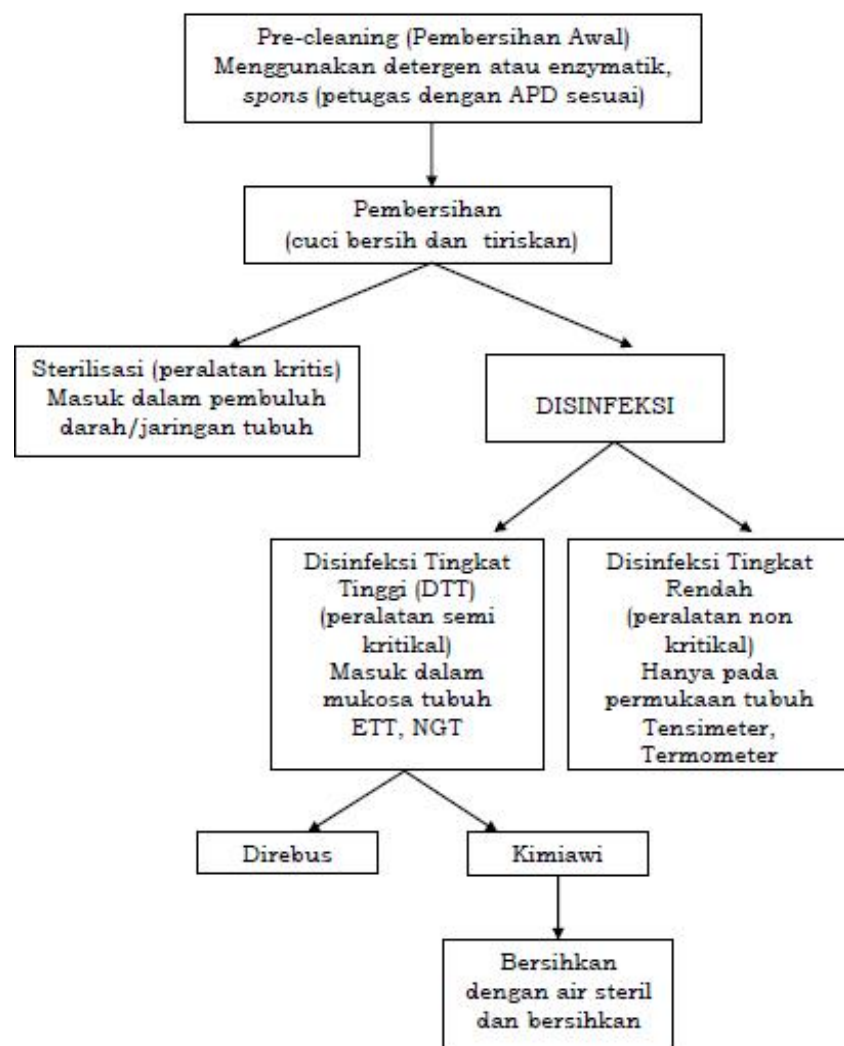 Pre-cleaning (Pembersihan Awal)
Menggunakan detergen atau enzymatik,
spons (petugas dengan APD sesuai)
Pembersihan
(cuci bersih dan tiriskan)
Sterilisasi (peralatan kritis)
Masuk dalam pembuluh
darah/jaringan tubuh
DISINFEKSI
Disinfeksi Tingkat
Tinggi (DTT)
(peralatan semi
kritikal)
Masuk dalam
mukosa tubuh
ETT, NGT
Disinfeksi Tingkat
Rendah
(peralatan non
kritikal)
Hanya pada
permukaan tubuh
Tensimeter,
Termometer
Direbus
Kimiawi
Bersihkan
dengan air steril
dan bersihkan